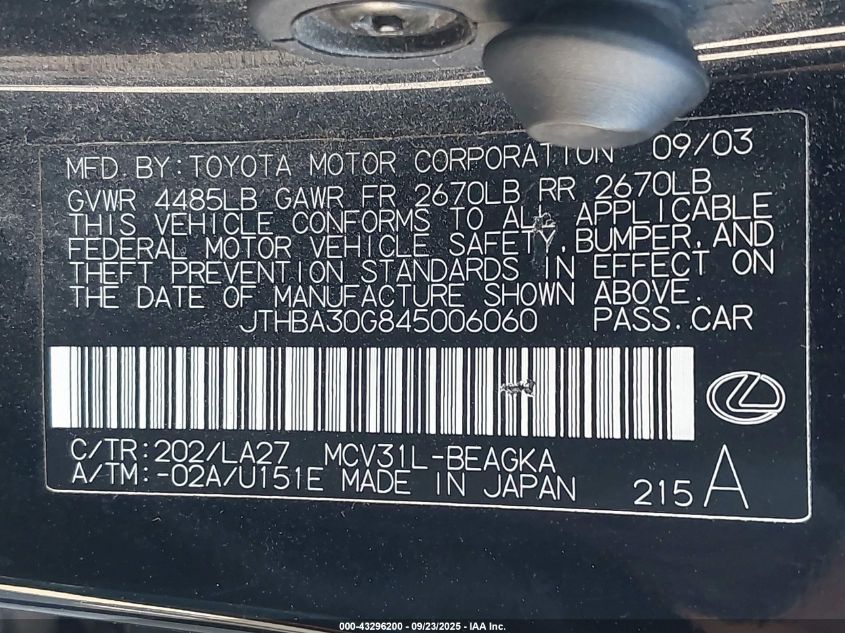 MFD. BY: TOYOTA MOTOR CORPORATION 09/03
GVWR 4485LB GAWR FR 2670LB RR 2670LB
THIS VEHICLE CONFORMS TO ALL APPLICABLE
FEDERAL MOTOR VEHICLE SAFETY, BUMPER, AND
THEFT PREVENTION STANDARDS IN EFFECT ON
THE DATE OF MANUFACTURE SHOWN ABOVE.
JTHBA30G845006060 PASS. CAR
C/TR: 202/LA27 MCV31L-BEAGKA
A/TM: -02A/U151E MADE IN JAPAN 215 A
000-43296200 - 09/23/2025 - IAA Inc.